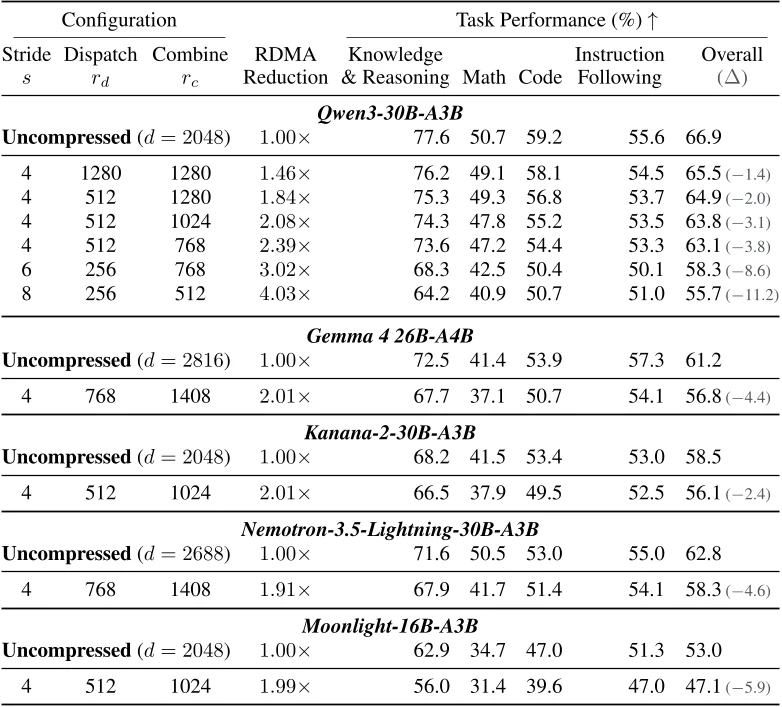 Configuration Task Performance (%) ↑
Stride Dispatch Combine RDMA Knowledge Instruction Overall
s r_d r_c Reduction & Reasoning Math Code Following (Δ)
Qwen3-30B-A3B
Uncompressed (d = 2048) 1.00× 77.6 50.7 59.2 55.6 66.9
4 1280 1280 1.46× 76.2 49.1 58.1 54.5 65.5 (−1.4)
4 512 1280 1.84× 75.3 49.3 56.8 53.7 64.9 (−2.0)
4 512 1024 2.08× 74.3 47.8 55.2 53.5 63.8 (−3.1)
4 512 768 2.39× 73.6 47.2 54.4 53.3 63.1 (−3.8)
6 256 768 3.02× 68.3 42.5 50.4 50.1 58.3 (−8.6)
8 256 512 4.03× 64.2 40.9 50.7 51.0 55.7 (−11.2)
Gemma 4 26B-A4B
Uncompressed (d = 2816) 1.00× 72.5 41.4 53.9 57.3 61.2
4 768 1408 2.01× 67.7 37.1 50.7 54.1 56.8 (−4.4)
Kanana-2-30B-A3B
Uncompressed (d = 2048) 1.00× 68.2 41.5 53.4 53.0 58.5
4 512 1024 2.01× 66.5 37.9 49.5 52.5 56.1 (−2.4)
Nemotron-3.5-Lightning-30B-A3B
Uncompressed (d = 2688) 1.00× 71.6 50.5 53.0 55.0 62.8
4 768 1408 1.91× 67.9 41.7 51.4 54.1 58.3 (−4.6)
Moonlight-16B-A3B
Uncompressed (d = 2048) 1.00× 62.9 34.7 47.0 51.3 53.0
4 512 1024 1.99× 56.0 31.4 39.6 47.0 47.1 (−5.9)